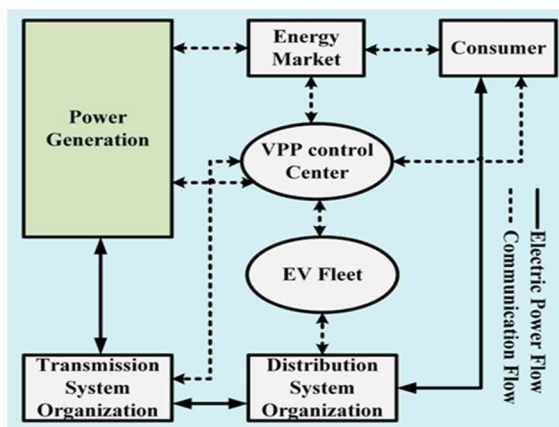 Power
Generation
Energy
Market
Consumer
VPP control
Center
EV Fleet
Transmission
System
Organization
Distribution
System
Organization
Electric Power Flow
Communication Flow